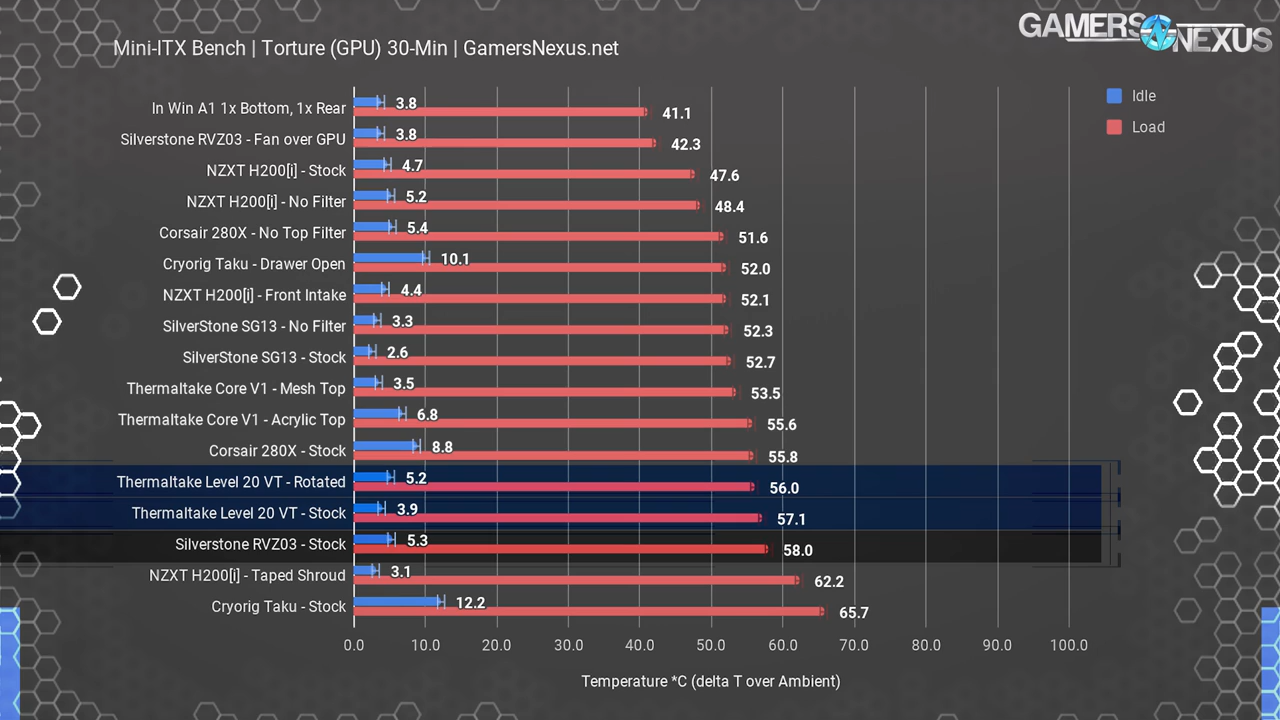 GAMERS NEXUS
Mini-ITX Bench | Torture (GPU) 30-Min | GamersNexus.net
Idle
Load
In Win A1 1x Bottom, 1x Rear 3.8 41.1
Silverstone RVZ03 - Fan over GPU 3.8 42.3
NZXT H200[i] - Stock 4.7 47.6
NZXT H200[i] - No Filter 5.2 48.4
Corsair 280X - No Top Filter 5.4 51.6
Cryorig Taku - Drawer Open 10.1 52.0
NZXT H200[i] - Front Intake 4.4 52.1
SilverStone SG13 - No Filter 3.3 52.3
SilverStone SG13 - Stock 2.6 52.7
Thermaltake Core V1 - Mesh Top 3.5 53.5
Thermaltake Core V1 - Acrylic Top 6.8 55.6
Corsair 280X - Stock 8.8 55.8
Thermaltake Level 20 VT - Rotated 5.2 56.0
Thermaltake Level 20 VT - Stock 3.9 57.1
Silverstone RVZ03 - Stock 5.3 58.0
NZXT H200[i] - Taped Shroud 3.1 62.2
Cryorig Taku - Stock 12.2 65.7
0.0 10.0 20.0 30.0 40.0 50.0 60.0 70.0 80.0 90.0 100.0
Temperature *C (delta T over Ambient)